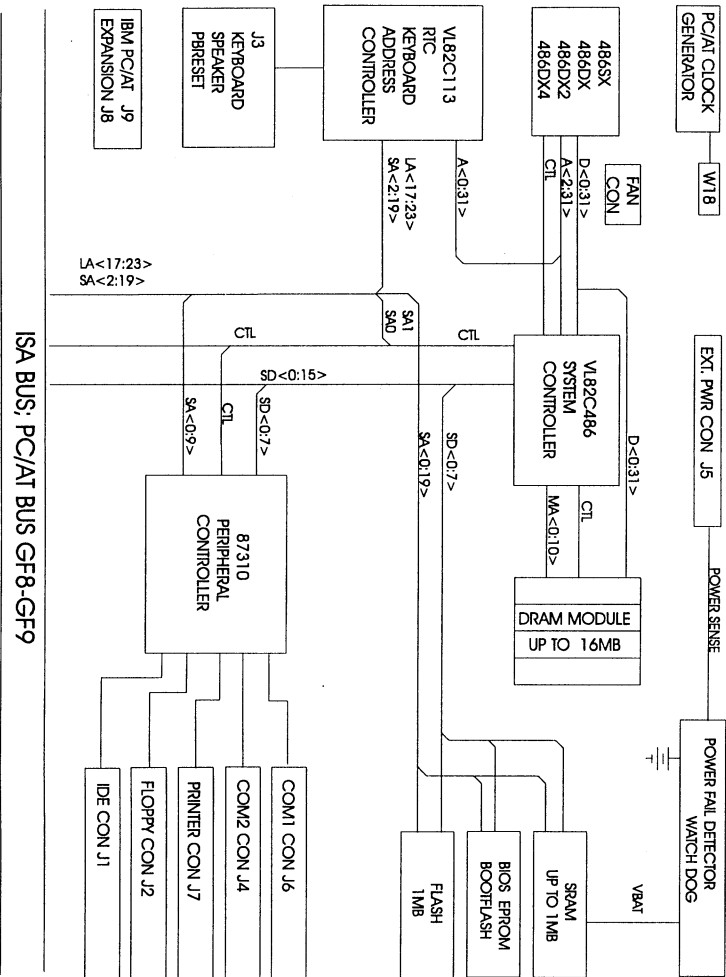 PC/AT CLOCK
GENERATOR
W18
EXT. PWR CON J5
POWER SENSE
POWER FAIL DETECTOR
WATCH DOG
FAN
CON
VBAT
486SX
486DX
486DX2
486DX4
D<0:31>
A<2:31>
CTL
VL82C486
SYSTEM
CONTROLLER
D<0:31>
CTL
MA<0:10>
DRAM MODULE
UP TO 16MB
SRAM
UP TO 1MB
BIOS EPROM
BOOTFLASH
FLASH
1MB
VL82C113
RTC
KEYBOARD
ADDRESS
CONTROLLER
A<0:31>
LA<17:23>
SA<2:19>
SA1
SA0
CTL
SD<0:7>
SA<0:19>
J3
KEYBOARD
SPEAKER
PBRESET
LA<17:23>
SA<2:19>
CTL
SD<0:15>
SD<0:7>
CTL
SA<0:9>
87310
PERIPHERAL
CONTROLLER
COM1 CON J6
COM2 CON J4
PRINTER CON J7
FLOPPY CON J2
IDE CON J1
IBM PC/AT J9
EXPANSION J8
ISA BUS; PC/AT BUS GF8-GF9